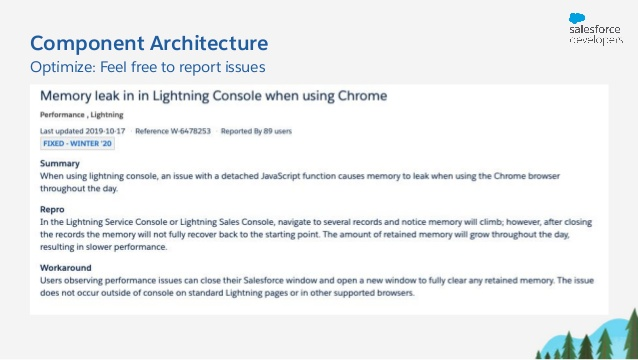 salesforce
developers
Component Architecture
Optimize: Feel free to report issues
Memory leak in in Lightning Console when using Chrome
Performance , Lightning
Last updated 2019-10-17 · Reference W-6478253 · Reported By 89 users
FIXED - WINTER '20
Summary
When using lightning console, an issue with a detached JavaScript function causes memory to leak when using the Chrome browser
throughout the day.
Repro
In the Lightning Service Console or Lightning Sales Console, navigate to several records and notice memory will climb; however, after closing
the records the memory will not fully recover back to the starting point. The amount of retained memory will grow throughout the day,
resulting in slower performance.
Workaround
Users observing performance issues can close their Salesforce window and open a new window to fully clear any retained memory. The issue
does not occur outside of console on standard Lightning pages or in other supported browsers.